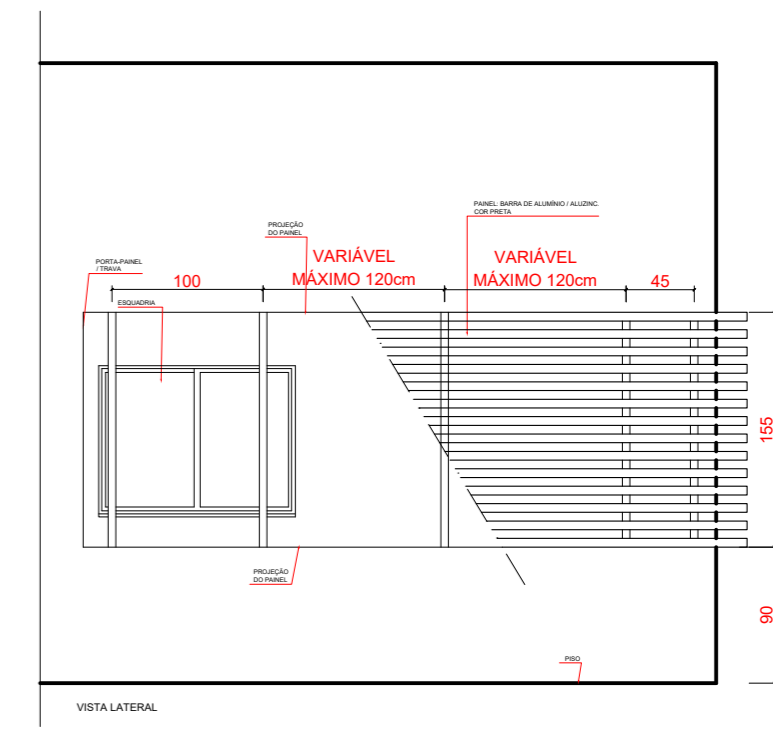 PAINEL: BARRA DE ALUMÍNIO / ALUZINC.
COR PRETA
PROJEÇÃO
DO PAINEL
VARIÁVEL
MÁXIMO 120cm
VARIÁVEL
MÁXIMO 120cm
PORTA-PAINEL
/ TRAVA
100
45
ESQUADRIA
155
PROJEÇÃO
DO PAINEL
90
PISO
VISTA LATERAL